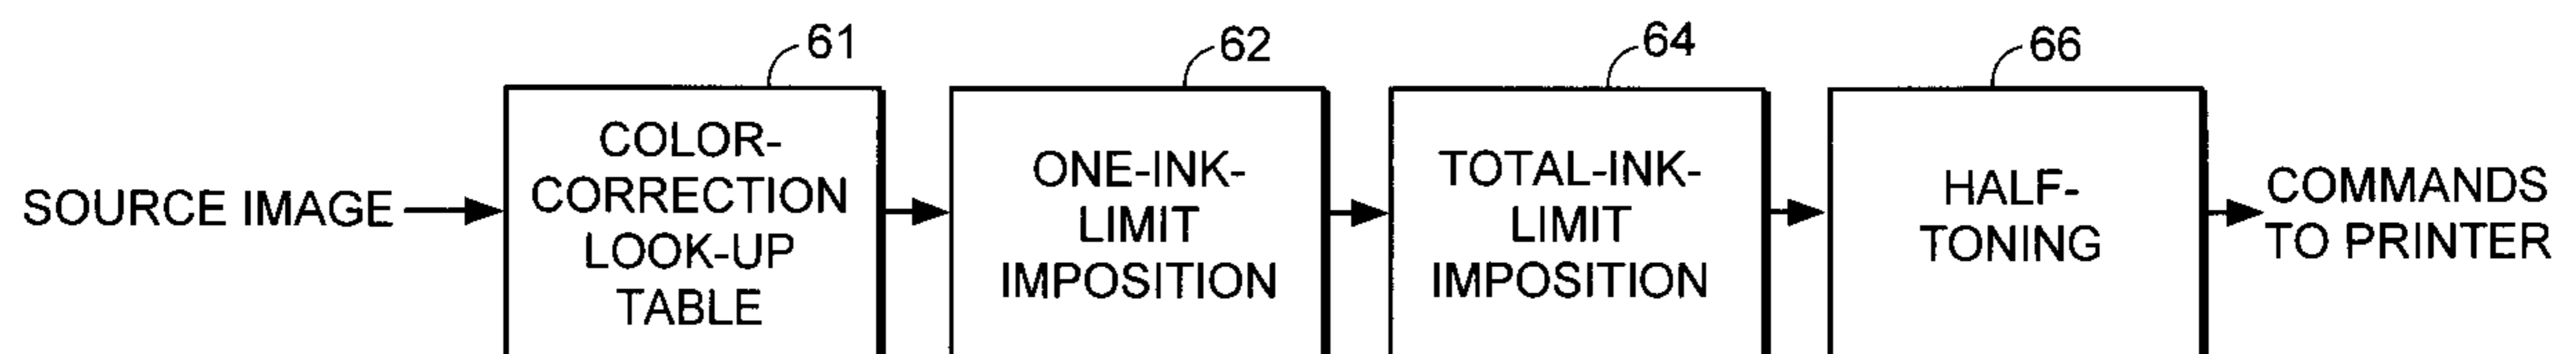 61
62
64
66
SOURCE IMAGE
COLOR-
CORRECTION
LOOK-UP
TABLE
ONE-INK-
LIMIT
IMPOSITION
TOTAL-INK-
LIMIT
IMPOSITION
HALF-
TONING
COMMANDS
TO PRINTER